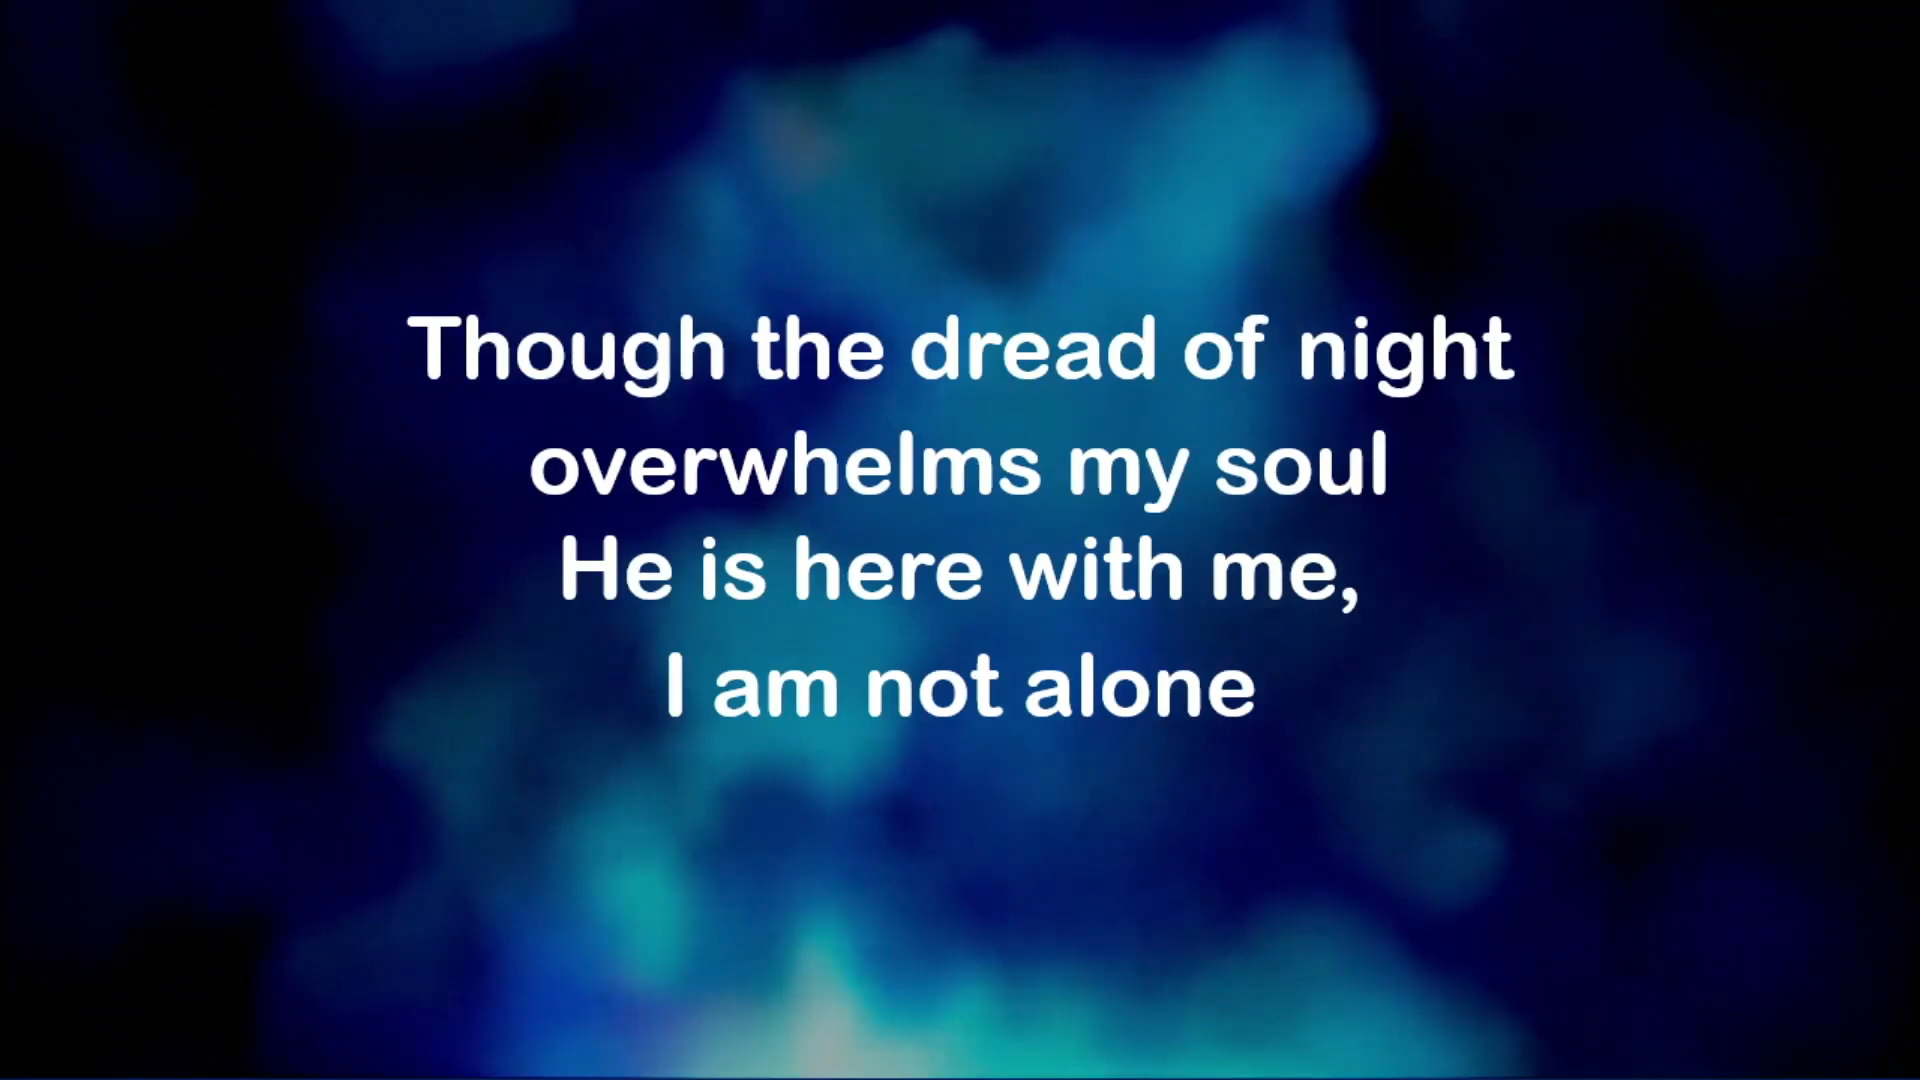 Though the dread of night
overwhelms my soul
He is here with me,
I am not alone